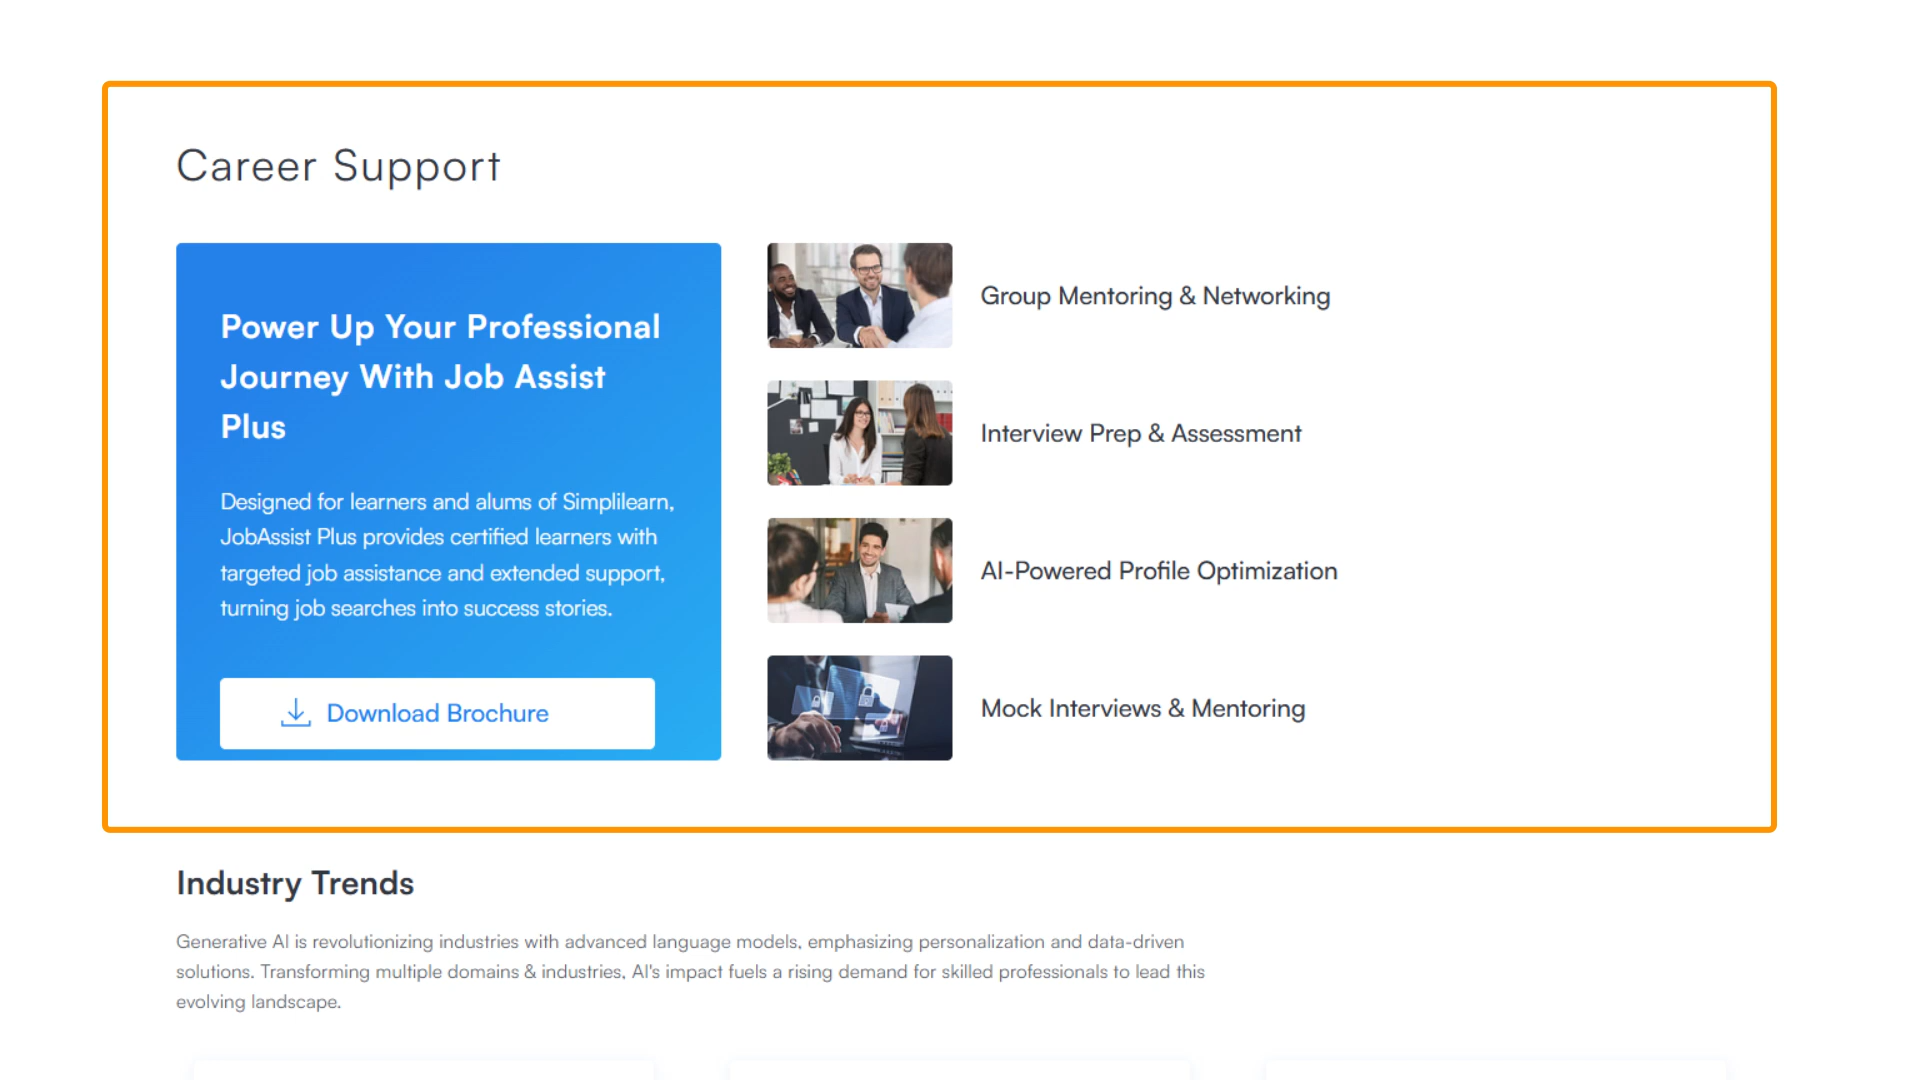 Career Support
Power Up Your Professional
Journey With Job Assist
Plus
Designed for learners and alums of Simplilearn,
JobAssist Plus provides certified learners with
targeted job assistance and extended support,
turning job searches into success stories.
Download Brochure
Group Mentoring & Networking
Interview Prep & Assessment
AI-Powered Profile Optimization
Mock Interviews & Mentoring
Industry Trends
Generative AI is revolutionizing industries with advanced language models, emphasizing personalization and data-driven
solutions. Transforming multiple domains & industries, AI's impact fuels a rising demand for skilled professionals to lead this
evolving landscape.